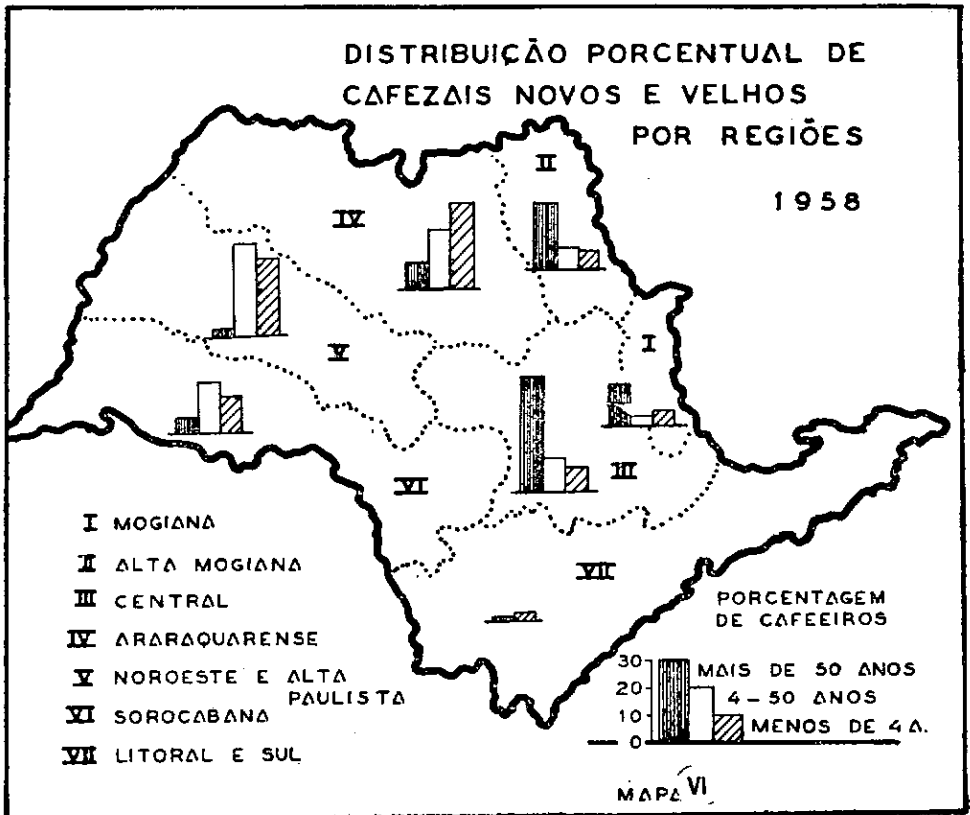 DISTRIBUIÇÃO PORCENTUAL DE
CAFEZAIS NOVOS E VELHOS
POR REGIÕES
1958
II
IV
I
V
III
VI
VII
I MOGIANA
II ALTA MOGIANA
III CENTRAL
IV ARARAQUARENSE
V NOROESTE E ALTA
PAULISTA
VI SOROCABANA
VII LITORAL E SUL
PORCENTAGEM
DE CAFEEIROS
30
20
10
0
MAIS DE 50 ANOS
4-50 ANOS
MENOS DE 4 A.
MAPA VI